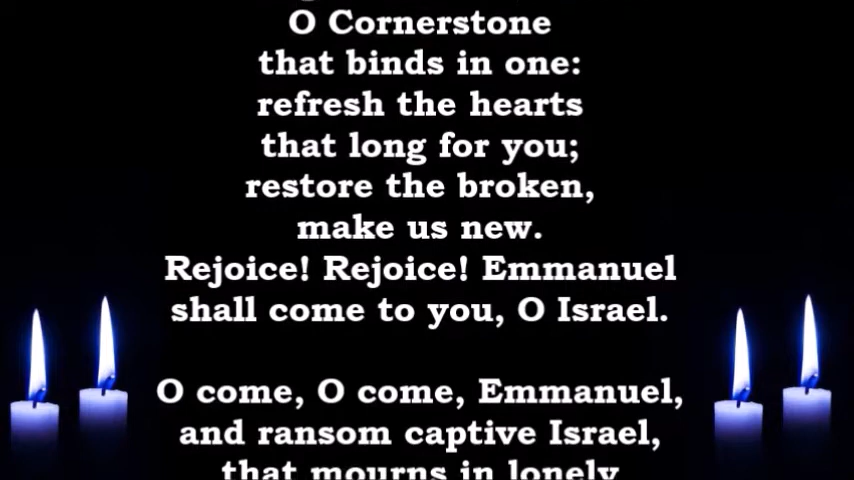 O Cornerstone
that binds in one:
refresh the hearts
that long for you;
restore the broken,
make us new.
Rejoice! Rejoice! Emmanuel
shall come to you, O Israel.
O come, O come, Emmanuel,
and ransom captive Israel,
that mourns in lonely